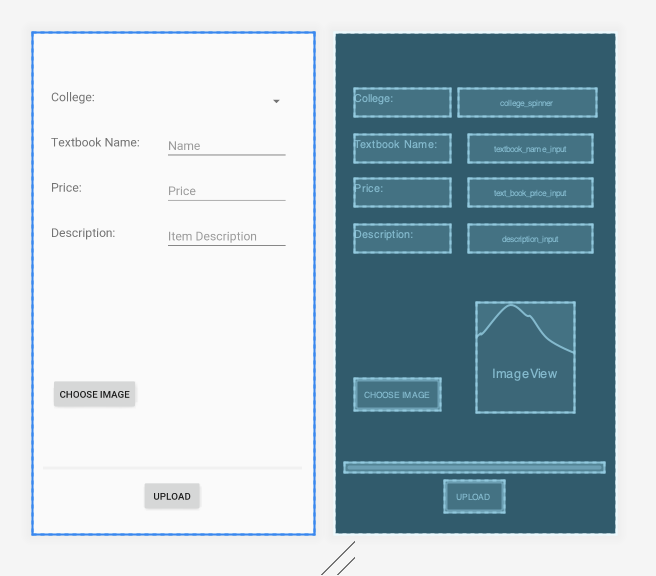 College:
Textbook Name:
Name
Price:
Price
Description:
Item Description
CHOOSE IMAGE
UPLOAD
College:
college_spinner
Textbook Name:
textbook_name_input
Price:
text_book_price_input
Description:
description_input
ImageView
CHOOSE IMAGE
UPLOAD